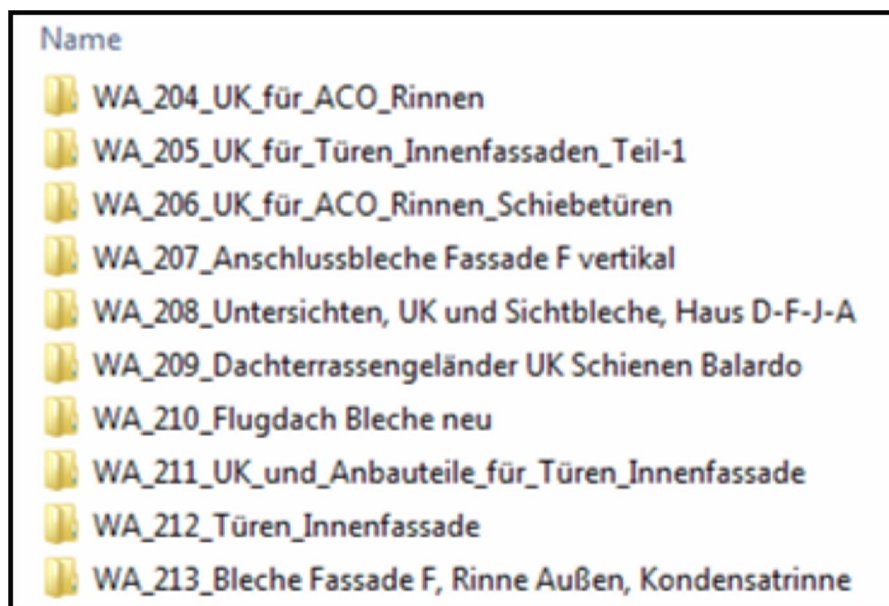 Name
WA_204_UK_für_ACO_Rinnen
WA_205_UK_für_Türen_Innenfassaden_Teil-1
WA_206_UK_für_ACO_Rinnen_Schiebetüren
WA_207_Anschlussbleche Fassade F vertikal
WA_208_Untersichten, UK und Sichtbleche, Haus D-F-J-A
WA_209_Dachterrassengeländer UK Schienen Balardo
WA_210_Flugdach Bleche neu
WA_211_UK_und_Anbauteile_für_Türen_Innenfassade
WA_212_Türen_Innenfassade
WA_213_Bleche Fassade F, Rinne Außen, Kondensatrinne